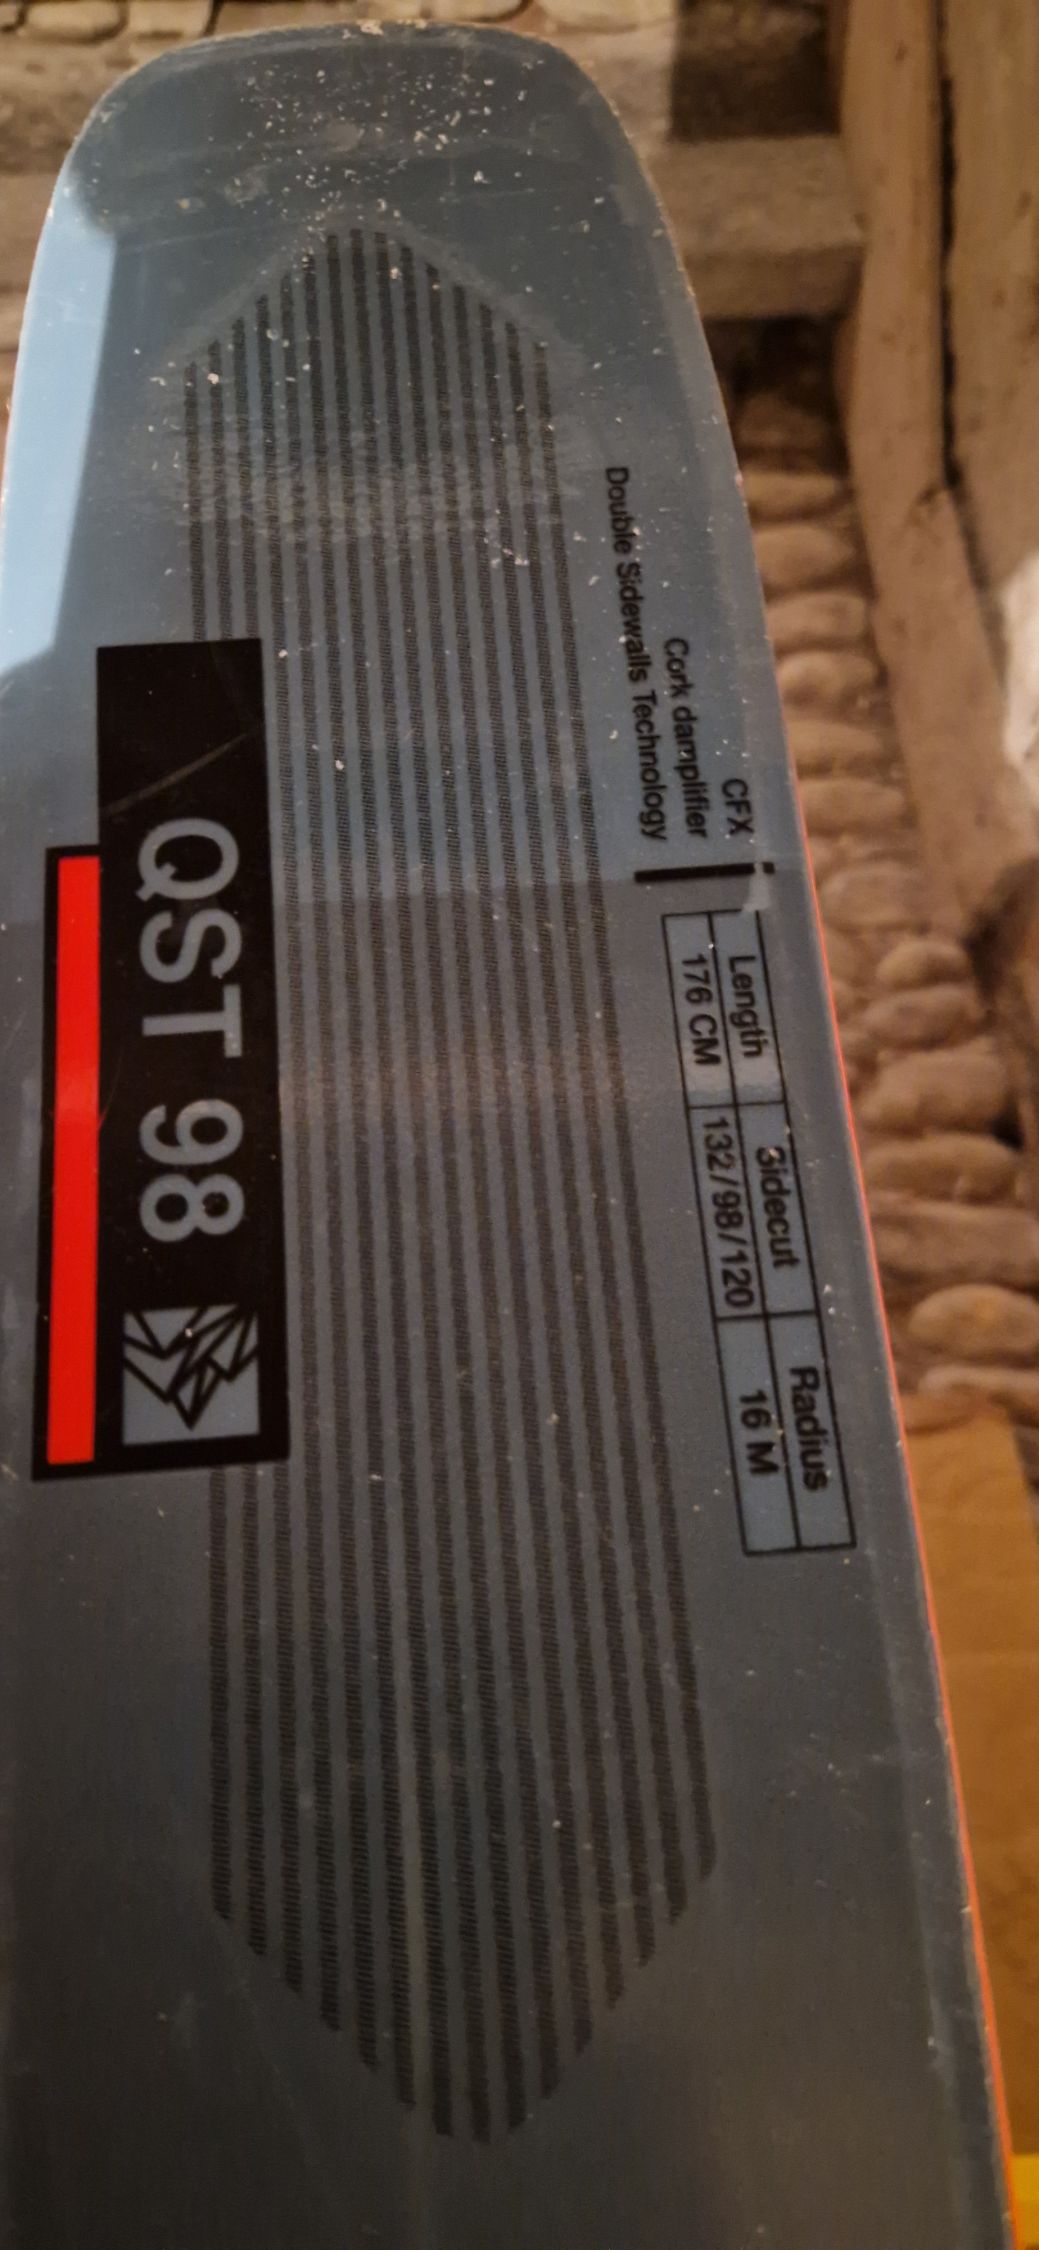 CFX
Cork damplifier
Double Sidewalls Technology
Length Sidecut Radius
176 CM 132/98/120 16 M
QST 98